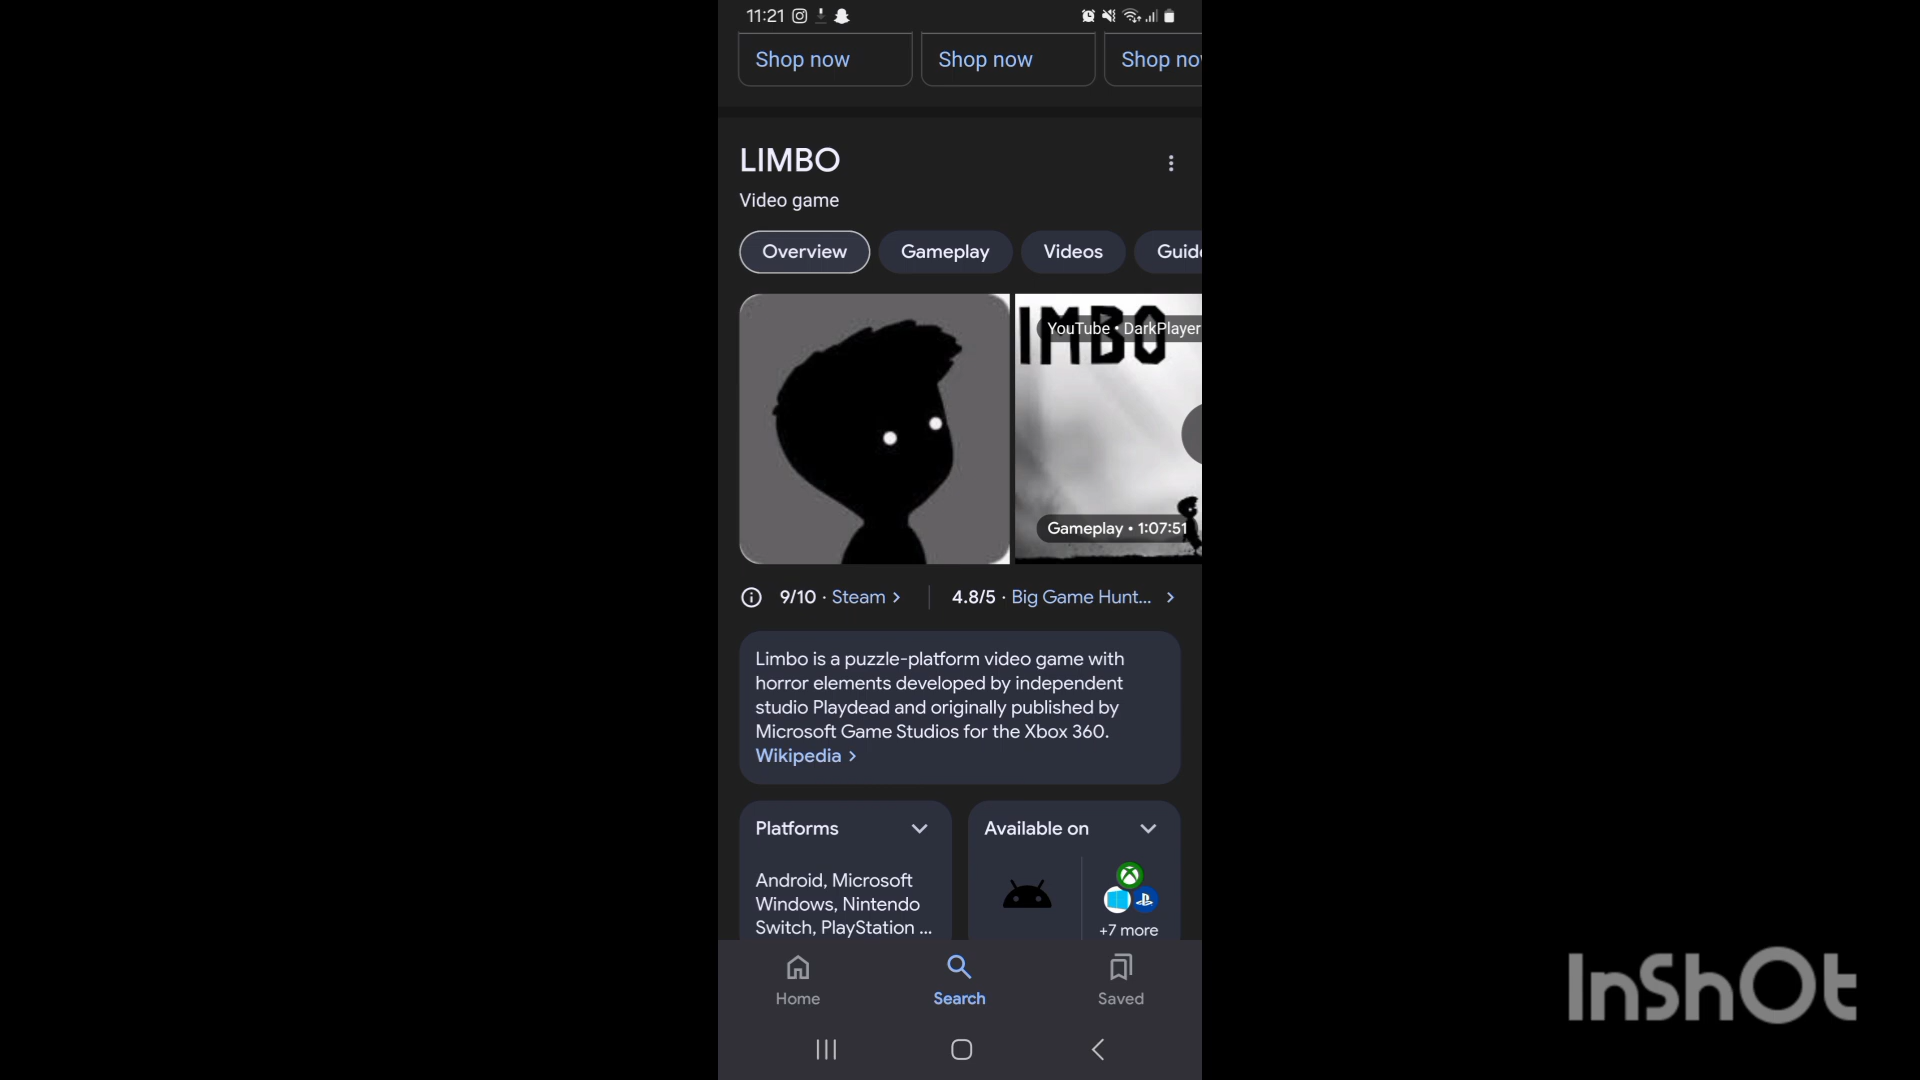 11:21
Shop now
Shop now
Shop no
LIMBO
Video game
Overview
Gameplay
Videos
Guide
IMBO
YouTube • DarkPlayer
Gameplay • 1:07:51
9/10 · Steam >
4.8/5 · Big Game Hunt... >
Limbo is a puzzle-platform video game with
horror elements developed by independent
studio Playdead and originally published by
Microsoft Game Studios for the Xbox 360.
Wikipedia >
Platforms
Available on
Android, Microsoft
Windows, Nintendo
Switch, PlayStation ...
+7 more
Home
Search
Saved
InShOt